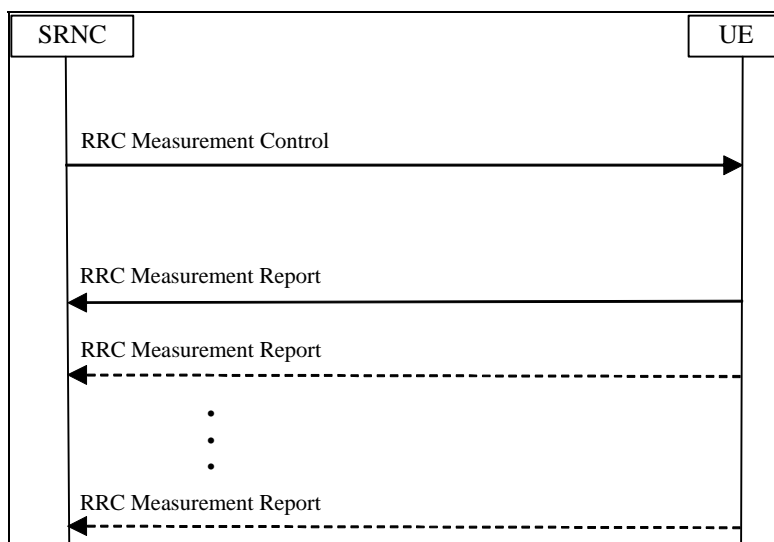 SRNC
UE
RRC Measurement Control
RRC Measurement Report
RRC Measurement Report
RRC Measurement Report